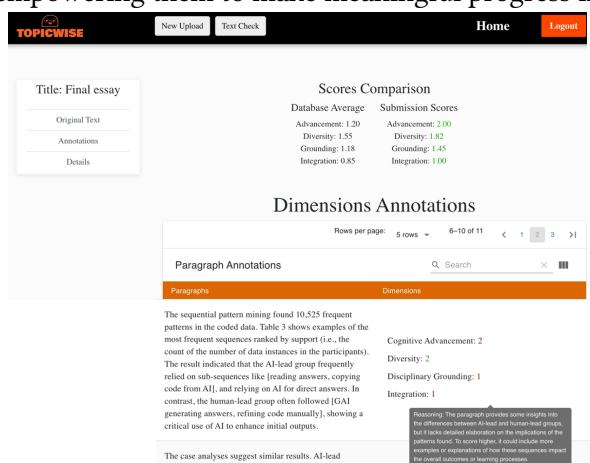 empowering them to make meaningful progress i
TOPICWISE
New Upload
Text Check
Home
Logout
Title: Final essay
Original Text
Annotations
Details
Scores Comparison
Database Average
Submission Scores
Advancement: 1.20
Advancement: 2.00
Diversity: 1.55
Diversity: 1.82
Grounding: 1.18
Grounding: 1.45
Integration: 0.85
Integration: 1.00
Dimensions Annotations
Rows per page: 5 rows 6–10 of 11 1 2 3
Paragraph Annotations
Search
Paragraphs
Dimensions
The sequential pattern mining found 10,525 frequent
patterns in the coded data. Table 3 shows examples of the
most frequent sequences ranked by support (i.e., the
count of the number of data instances in the participants).
The result indicated that the AI-lead group frequently
relied on sub-sequences like [reading answers, copying
code from AI], and relying on AI for direct answers. In
contrast, the human-lead group often followed [GAI
generating answers, refining code manually], showing a
critical use of AI to enhance initial outputs.
Cognitive Advancement: 2
Diversity: 2
Disciplinary Grounding: 1
Integration: 1
Reasoning: The paragraph provides some insights into
the differences between AI-lead and human-lead groups,
but it lacks detailed elaboration on the implications of the
patterns found. To score higher, it could include more
examples or explanations of how these sequences impact
the overall outcomes or learning processes.
The case analyses suggest similar results. AI-lead